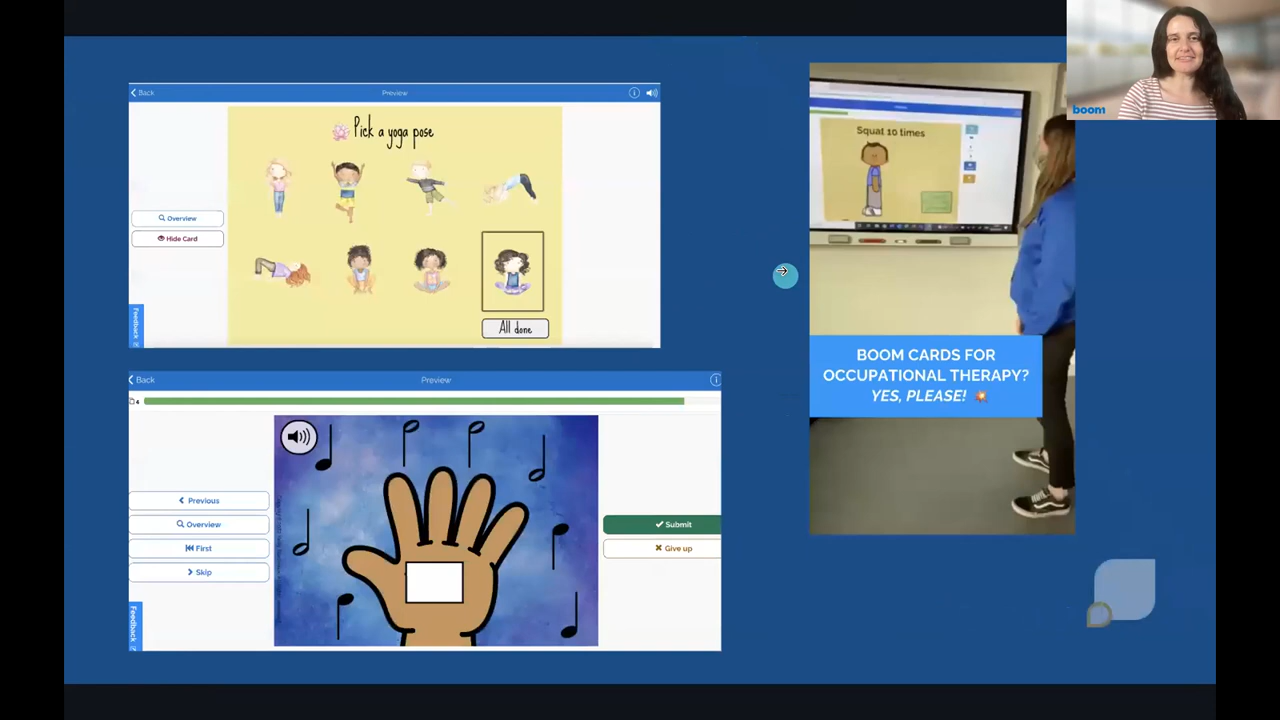 boom
Back
Preview
Pick a yoga pose
Overview
Hide Card
Feedback
All done
Squat 10 times
BOOM CARDS FOR
OCCUPATIONAL THERAPY?
YES, PLEASE!
Back
Preview
4
Previous
Overview
First
Skip
Submit
Give up
Feedback